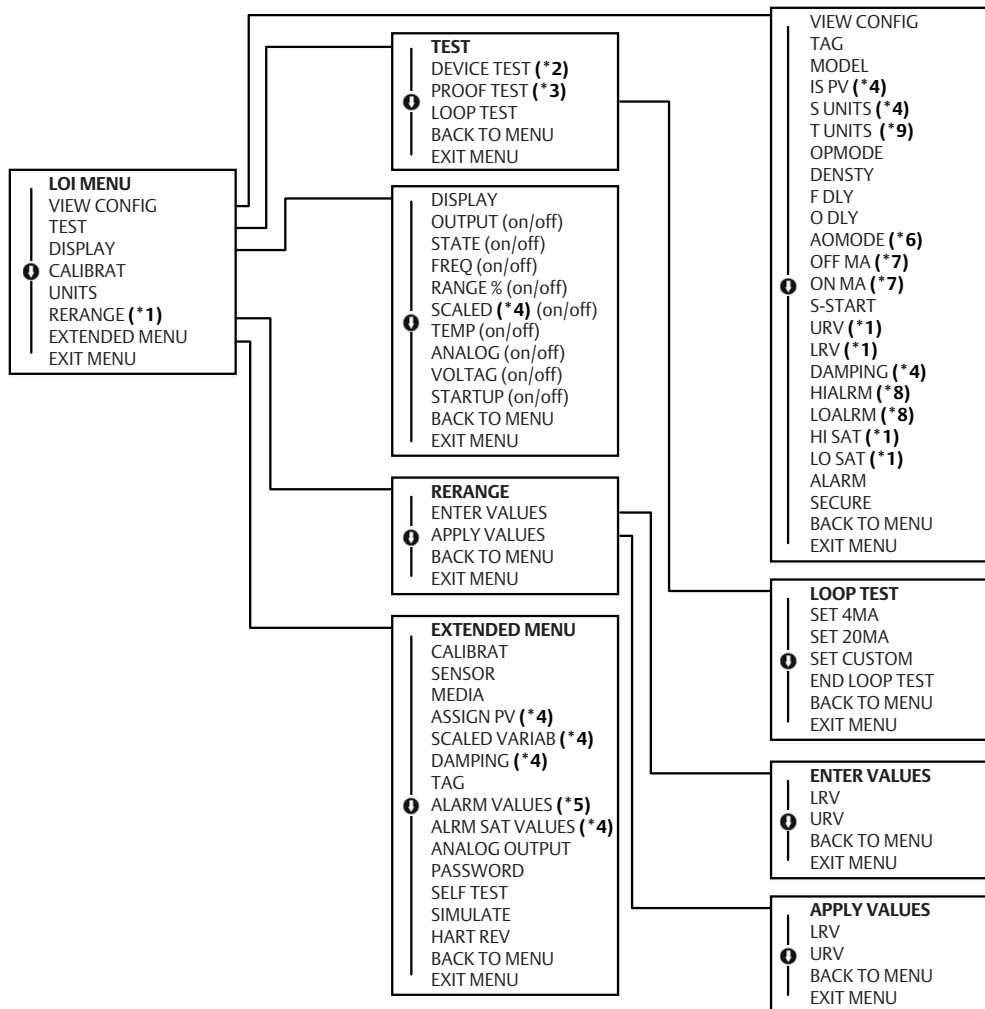 LOI MENU
VIEW CONFIG
TEST
DISPLAY
CALIBRAT
UNITS
RERANGE (*1)
EXTENDED MENU
EXIT MENU
TEST
DEVICE TEST (*2)
PROOF TEST (*3)
LOOP TEST
BACK TO MENU
EXIT MENU
DISPLAY
OUTPUT (on/off)
STATE (on/off)
FREQ (on/off)
RANGE % (on/off)
SCALED (*4) (on/off)
TEMP (on/off)
ANALOG (on/off)
VOLTAG (on/off)
STARTUP (on/off)
BACK TO MENU
EXIT MENU
RERANGE
ENTER VALUES
APPLY VALUES
BACK TO MENU
EXIT MENU
EXTENDED MENU
CALIBRAT
SENSOR
MEDIA
ASSIGN PV (*4)
SCALED VARIAB (*4)
DAMPING (*4)
TAG
ALARM VALUES (*5)
ALRM SAT VALUES (*4)
ANALOG OUTPUT
PASSWORD
SELF TEST
SIMULATE
HART REV
BACK TO MENU
EXIT MENU
VIEW CONFIG
TAG
MODEL
IS PV (*4)
S UNITS (*4)
T UNITS (*9)
OPMODE
DENSTY
F DLY
O DLY
AOMODE (*6)
OFF MA (*7)
ON MA (*7)
S-START
URV (*1)
LRV (*1)
DAMPING (*4)
HIALRM (*8)
LOALRM (*8)
HI SAT (*1)
LO SAT (*1)
ALARM
SECURE
BACK TO MENU
EXIT MENU
LOOP TEST
SET 4MA
SET 20MA
SET CUSTOM
END LOOP TEST
BACK TO MENU
EXIT MENU
ENTER VALUES
LRV
URV
BACK TO MENU
EXIT MENU
APPLY VALUES
LRV
URV
BACK TO MENU
EXIT MENU